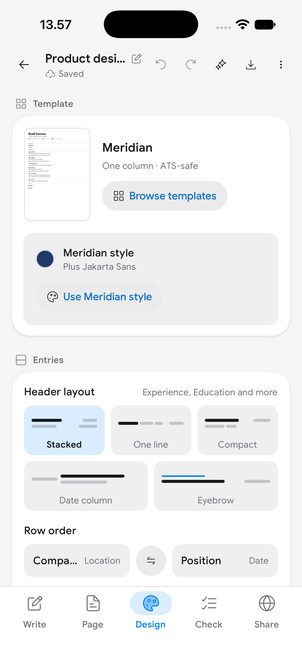 13.57
Product desi...
Saved
Template
Meridian
One column · ATS-safe
Browse templates
Meridian style
Plus Jakarta Sans
Use Meridian style
Entries
Header layout
Experience, Education and more
Stacked
One line
Compact
Date column
Eyebrow
Row order
Compa... Location
Position Date
Write
Page
Design
Check
Share